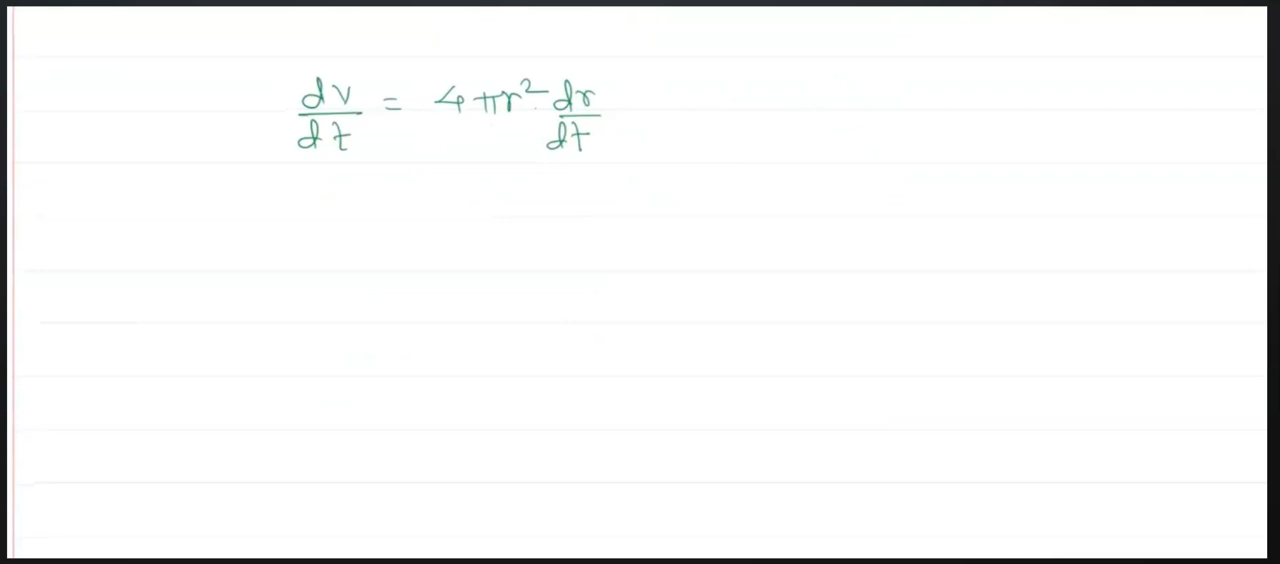 dv/dt = 4πr² dr/dt